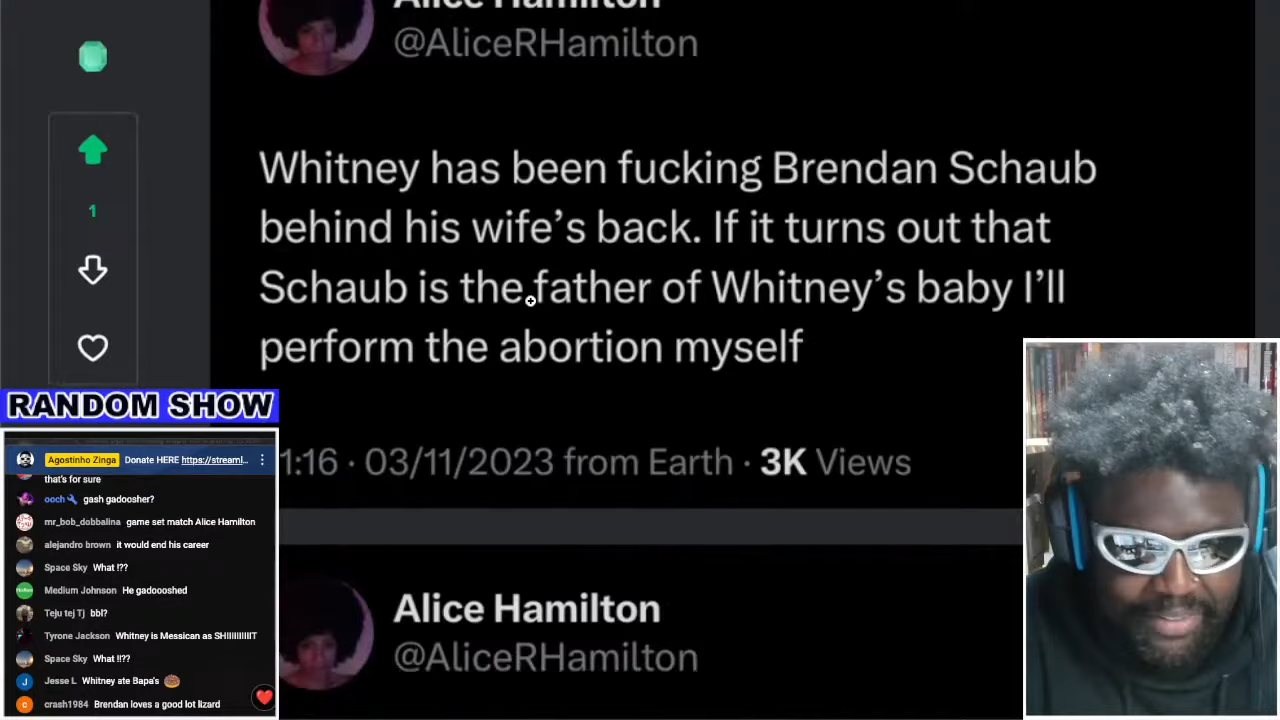 Alice Hamilton
@AliceRHamilton
1
Whitney has been fucking Brendan Schaub
behind his wife's back. If it turns out that
Schaub is the father of Whitney's baby I'll
perform the abortion myself
1:16 · 03/11/2023 from Earth · 3K Views
Alice Hamilton
@AliceRHamilton
RANDOM SHOW
Agostinho Zinga Donate HERE https://streaml...
that's for sure
ooch gash gadoosher?
mr_bob_dobbalina game set match Alice Hamilton
alejandro brown it would end his career
Space Sky What !??
Medium Johnson He gadoooshed
Teju tej Tj bbl?
Tyrone Jackson Whitney is Messican as SHIIIIIIIIIT
Space Sky What !!??
J Jesse L Whitney ate Bapa's
c crash1984 Brendan loves a good lot lizard